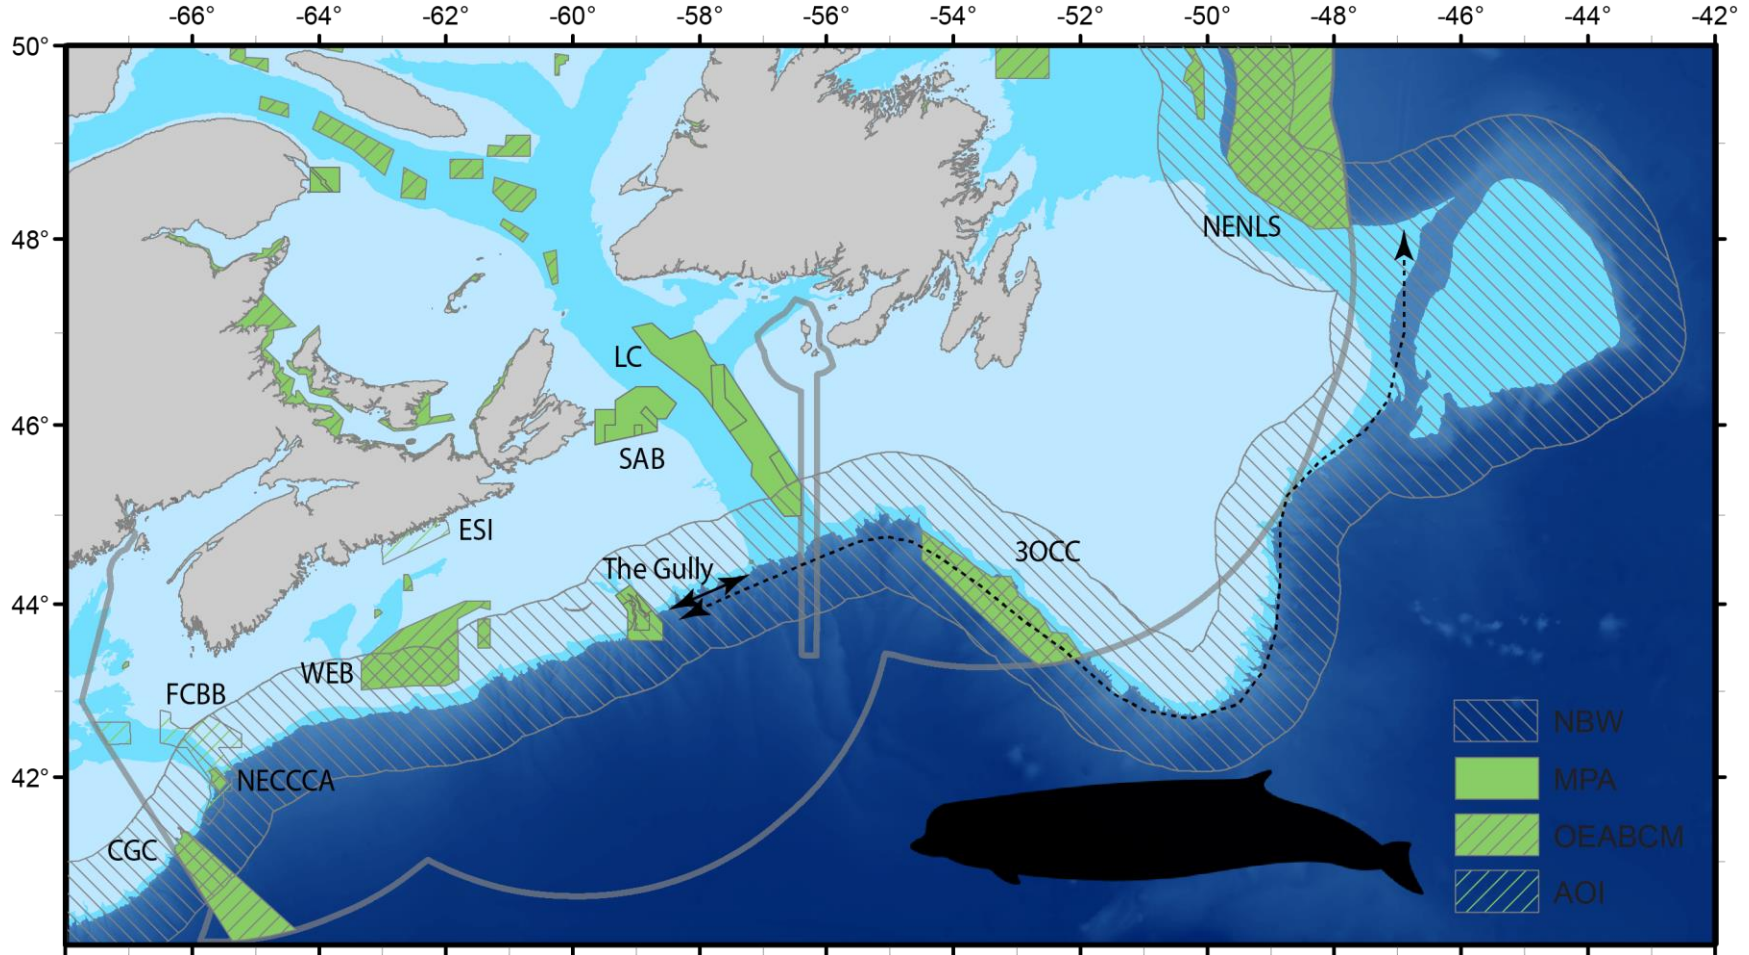 -66° -64° -62° -60° -58° -56° -54° -52° -50° -48° -46° -44° -42°
50°
48°
46°
44°
42°
NENLS
LC
SAB
ESI
3OCC
The Gully
WEB
FCBB
NECCCA
CGC
NBW
MPA
OEABCM
AOI